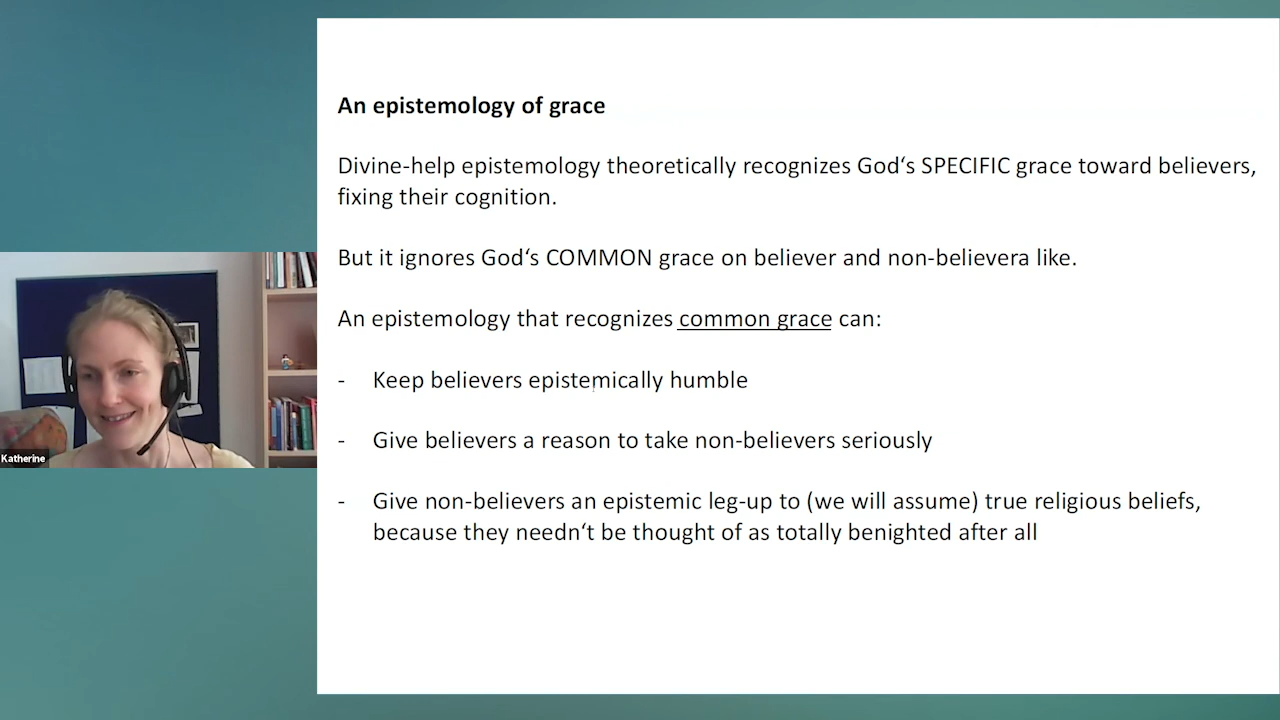 An epistemology of grace
Divine-help epistemology theoretically recognizes God‘s SPECIFIC grace toward believers,
fixing their cognition.
But it ignores God‘s COMMON grace on believer and non-believera like.
An epistemology that recognizes common grace can:
- Keep believers epistemically humble
- Give believers a reason to take non-believers seriously
- Give non-believers an epistemic leg-up to (we will assume) true religious beliefs,
because they needn‘t be thought of as totally benighted after all
Katherine